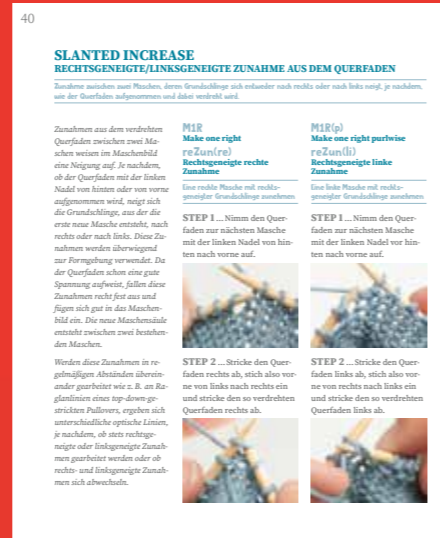 40
SLANTED INCREASE
RECHTSGENEIGTE/LINKSGENEIGTE ZUNAHME AUS DEM QUERFADEN
Zunahme zwischen zwei Maschen, deren Grundschlinge sich entweder nach rechts oder nach links neigt, je nachdem,
wie der Querfaden aufgenommen und dabei verdreht wird.
Zunahmen aus dem verdrehten
Querfaden zwischen zwei Ma-
schen weisen im Maschenbild
eine Neigung auf. Je nachdem,
ob der Querfaden mit der linken
Nadel von hinten oder von vorne
aufgenommen wird, neigt sich
die Grundschlinge, aus der die
erste neue Masche entsteht, nach
rechts oder nach links. Diese Zu-
nahmen werden überwiegend
zur Formgebung verwendet. Da
der Querfaden schon eine gute
Spannung aufweist, fallen diese
Zunahmen recht fest aus und
fügen sich gut in das Maschen-
bild ein. Die neue Maschensäule
entsteht zwischen zwei bestehen-
den Maschen.
Werden diese Zunahmen in re-
gelmäßigen Abständen überein-
ander gearbeitet wie z. B. an Ra-
glanlinien eines top-down-ge-
strickten Pullovers, ergeben sich
unterschiedliche optische Linien,
je nachdem, ob stets rechtsge-
neigte oder linksgeneigte Zunah-
men gearbeitet werden oder ob
rechts- und linksgeneigte Zunah-
men sich abwechseln.
M1R
Make one right
reZun(re)
Rechtsgeneigte rechte
Zunahme
Eine rechte Masche mit rechts-
geneigter Grundschlinge zunehmen
STEP 1 ... Nimm den Quer-
faden zur nächsten Masche
mit der linken Nadel von hin-
ten nach vorne auf.
STEP 2 ... Stricke den Quer-
faden rechts ab, stich also vor-
ne von links nach rechts ein
und stricke den so verdrehten
Querfaden rechts ab.
M1R(p)
Make one right purlwise
reZun(li)
Rechtsgeneigte linke
Zunahme
Eine linke Masche mit rechts-
geneigter Grundschlinge zunehmen
STEP 1 ... Nimm den Quer-
faden zur nächsten Masche
mit der linken Nadel vor hin-
ten nach vorne auf.
STEP 2 ... Stricke den Quer-
faden links ab, stich also vor-
ne von rechts nach links ein
und stricke den so verdrehten
Querfaden links ab.